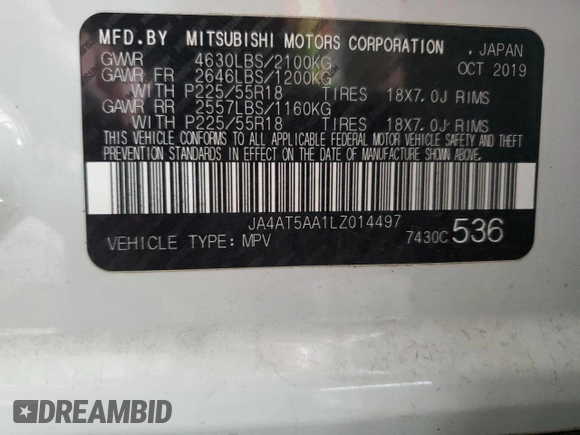 MFD.BY MITSUBISHI MOTORS CORPORATION , JAPAN
GVWR 4630LBS/2100KG OCT 2019
GAWR FR 2646LBS/1200KG
WITH P225/55R18 TIRES 18X7.0J RIMS
GAWR RR 2557LBS/1160KG
WITH P225/55R18 TIRES 18X7.0J RIMS
THIS VEHICLE CONFORMS TO ALL APPLICABLE FEDERAL MOTOR VEHICLE SAFETY AND THEFT
PREVENTION STANDARDS IN EFFECT ON THE DATE OF MANUFACTURE SHOWN ABOVE.
JA4AT5AA1LZ014497
VEHICLE TYPE: MPV 7430C 536
DREAMBID